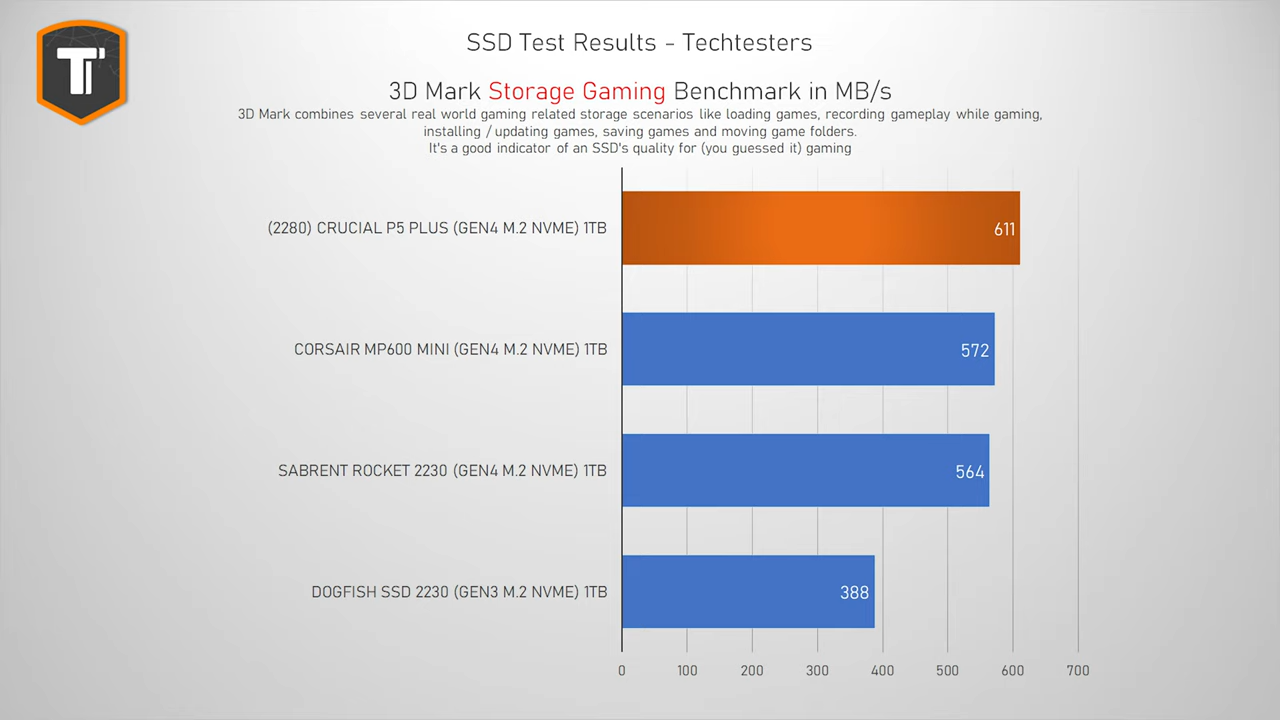 SSD Test Results - Techtesters
3D Mark Storage Gaming Benchmark in MB/s
3D Mark combines several real world gaming related storage scenarios like loading games, recording gameplay while gaming,
installing / updating games, saving games and moving game folders.
It's a good indicator of an SSD's quality for (you guessed it) gaming
(2280) CRUCIAL P5 PLUS (GEN4 M.2 NVME) 1TB
611
CORSAIR MP600 MINI (GEN4 M.2 NVME) 1TB
572
SABRENT ROCKET 2230 (GEN4 M.2 NVME) 1TB
564
DOGFISH SSD 2230 (GEN3 M.2 NVME) 1TB
388
0 100 200 300 400 500 600 700